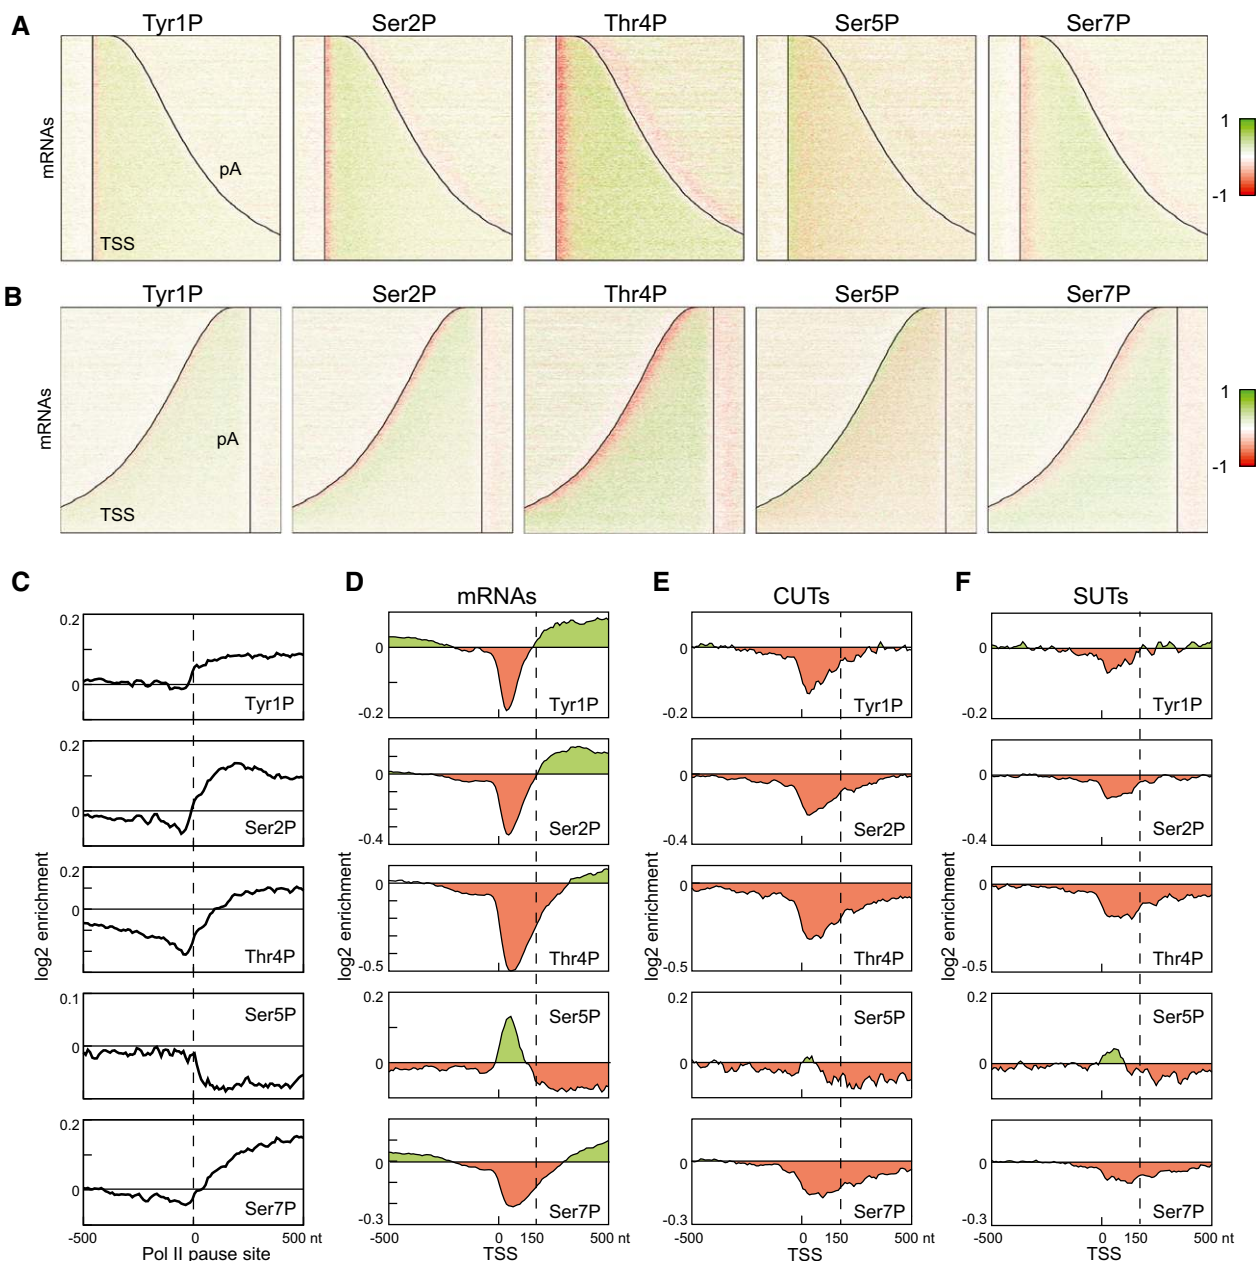 A
Tyr1P Ser2P Thr4P Ser5P Ser7P
mRNAs
pA
TSS
1
-1
B
Tyr1P Ser2P Thr4P Ser5P Ser7P
mRNAs
pA
TSS
1
-1
C
log2 enrichment
0.2
0
Tyr1P
0.2
0
Ser2P
0.2
0
Thr4P
0.1
0
Ser5P
0.2
0
Ser7P
-500 0 500 nt
Pol II pause site
D
mRNAs
log2 enrichment
0
-0.2
Tyr1P
0
-0.4
Ser2P
0
-0.5
Thr4P
0.2
0
Ser5P
0
-0.3
Ser7P
-500 0 150 500 nt
TSS
E
CUTs
log2 enrichment
0
-0.2
Tyr1P
0
-0.4
Ser2P
0
-0.5
Thr4P
0.2
0
Ser5P
0
-0.3
Ser7P
-500 0 150 500 nt
TSS
F
SUTs
0
-0.2
Tyr1P
0
-0.4
Ser2P
0
-0.5
Thr4P
0.2
0
Ser5P
0
-0.3
Ser7P
-500 0 150 500 nt
TSS